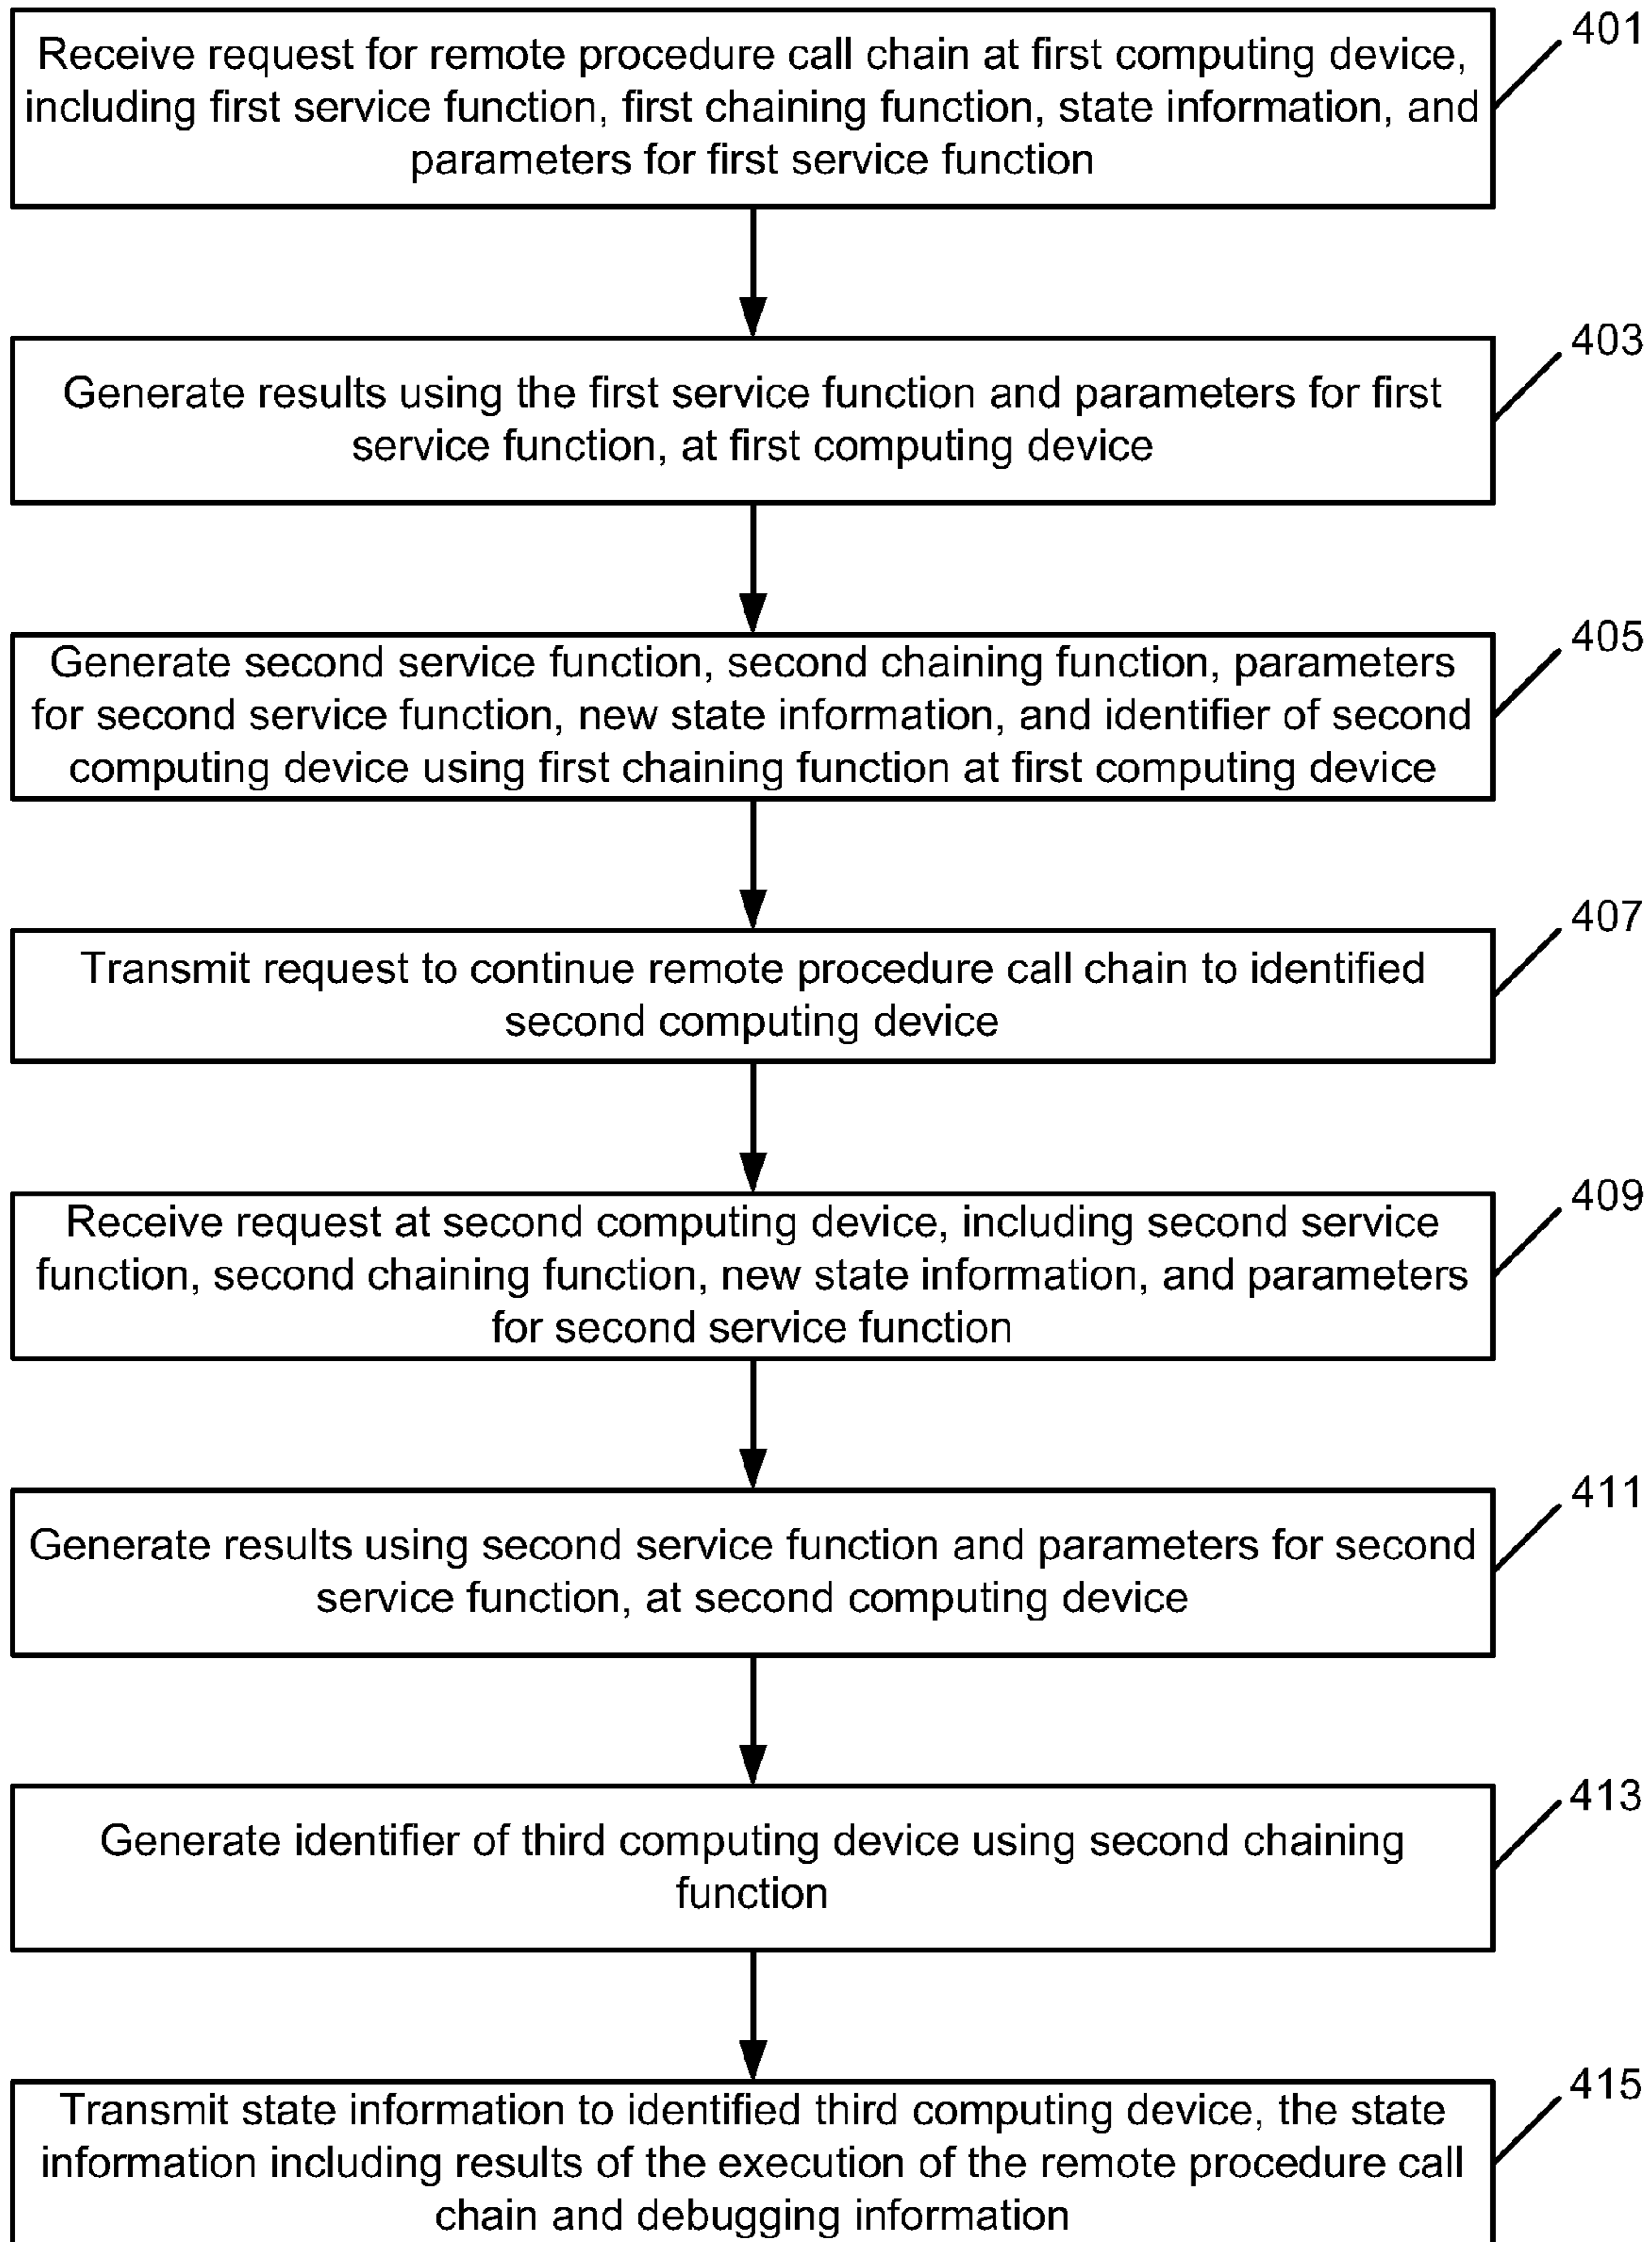 401
Receive request for remote procedure call chain at first computing device,
including first service function, first chaining function, state information, and
parameters for first service function
403
Generate results using the first service function and parameters for first
service function, at first computing device
405
Generate second service function, second chaining function, parameters
for second service function, new state information, and identifier of second
computing device using first chaining function at first computing device
407
Transmit request to continue remote procedure call chain to identified
second computing device
409
Receive request at second computing device, including second service
function, second chaining function, new state information, and parameters
for second service function
411
Generate results using second service function and parameters for second
service function, at second computing device
413
Generate identifier of third computing device using second chaining
function
415
Transmit state information to identified third computing device, the state
information including results of the execution of the remote procedure call
chain and debugging information